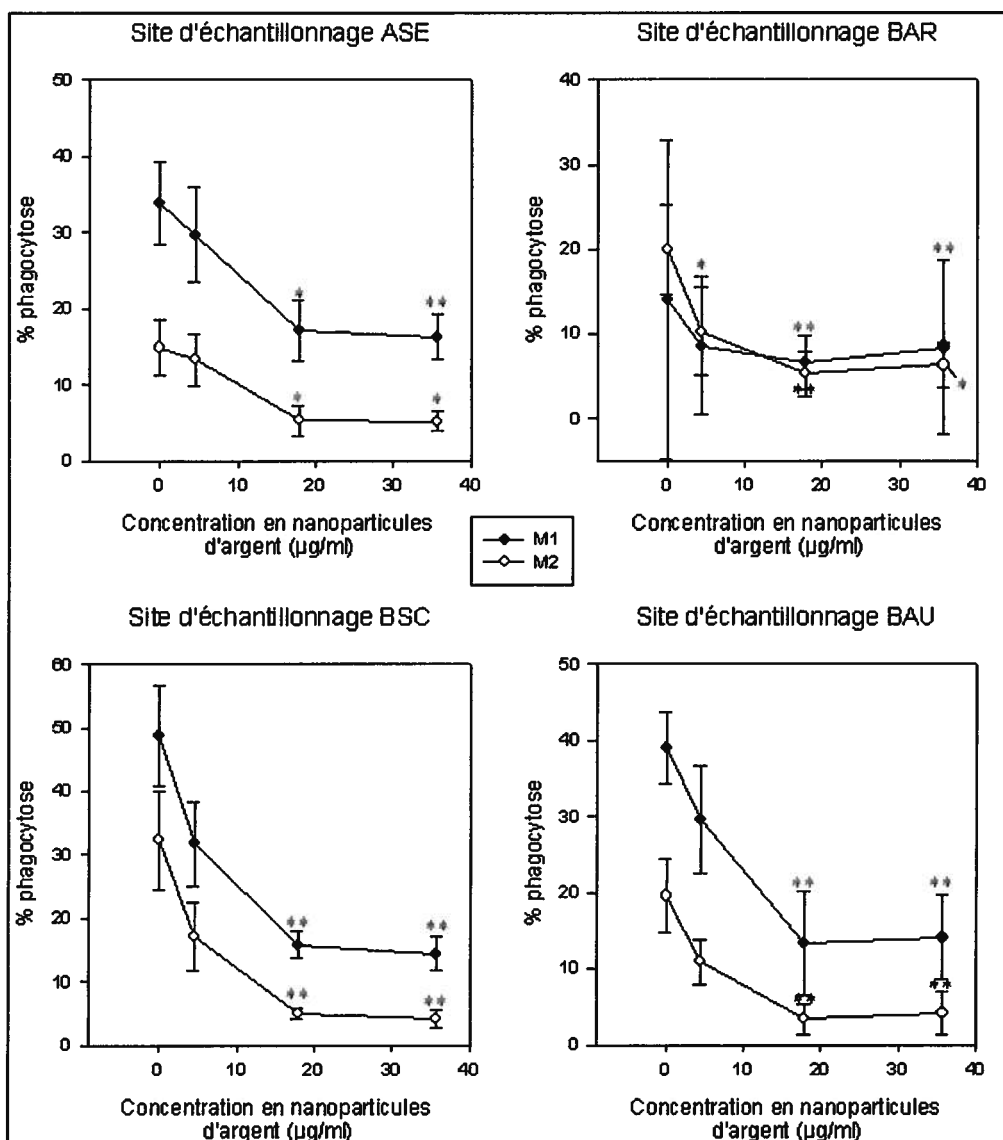 Site d'échantillonnage ASE
50
40
30
20
10
0
% phagocytose
*
**
*
*
0 10 20 30 40
Concentration en nanoparticules
d'argent (µg/ml)
Site d'échantillonnage BAR
40
30
20
10
0
% phagocytose
*
**
**
**
*
0 10 20 30 40
Concentration en nanoparticules
d'argent (µg/ml)
M1
M2
Site d'échantillonnage BSC
60
50
40
30
20
10
0
% phagocytose
**
**
**
**
0 10 20 30 40
Concentration en nanoparticules
d'argent (µg/ml)
Site d'échantillonnage BAU
50
40
30
20
10
0
% phagocytose
**
**
**
**
0 10 20 30 40
Concentration en nanoparticules
d'argent (µg/ml)